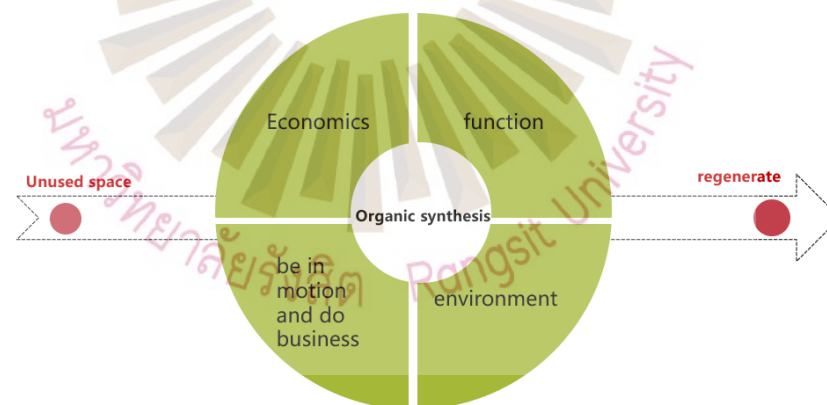 Economics
function
Unused space
regenerate
Organic synthesis
be in
motion
and do
business
environment
มหาวิทยาลัยรังสิต Rangsit University